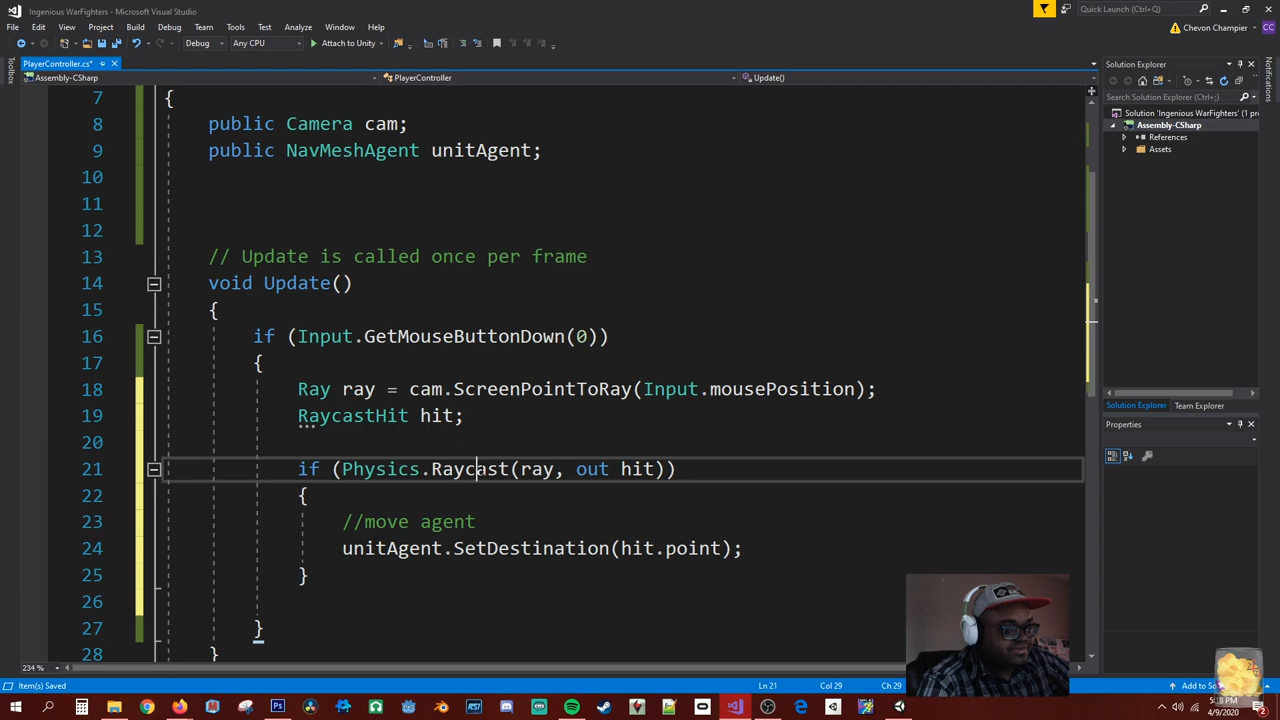 Ingenious WarFighters - Microsoft Visual Studio
Quick Launch (Ctrl+Q)
File Edit View Project Build Debug Team Tools Test Analyze Window Help
Chevon Champier CC
Debug Any CPU Attach to Unity
PlayerController.cs*
Assembly-CSharp PlayerController Update()
Toolbox
7 {
8 public Camera cam;
9 public NavMeshAgent unitAgent;
10
11
12
13 // Update is called once per frame
14 void Update()
15 {
16 if (Input.GetMouseButtonDown(0))
17 {
18 Ray ray = cam.ScreenPointToRay(Input.mousePosition);
19 RaycastHit hit;
20
21 if (Physics.Raycast(ray, out hit))
22 {
23 //move agent
24 unitAgent.SetDestination(hit.point);
25 }
26
27 }
28 }
234 %
Solution Explorer
Search Solution Explorer (Ctrl+;)
Solution 'Ingenious WarFighters' (1 pr
Assembly-CSharp
References
Assets
Solution Explorer Team Explorer
Properties
Notifications
Item(s) Saved Ln 21 Col 29 Ch 29 Add to So
4/9/2020